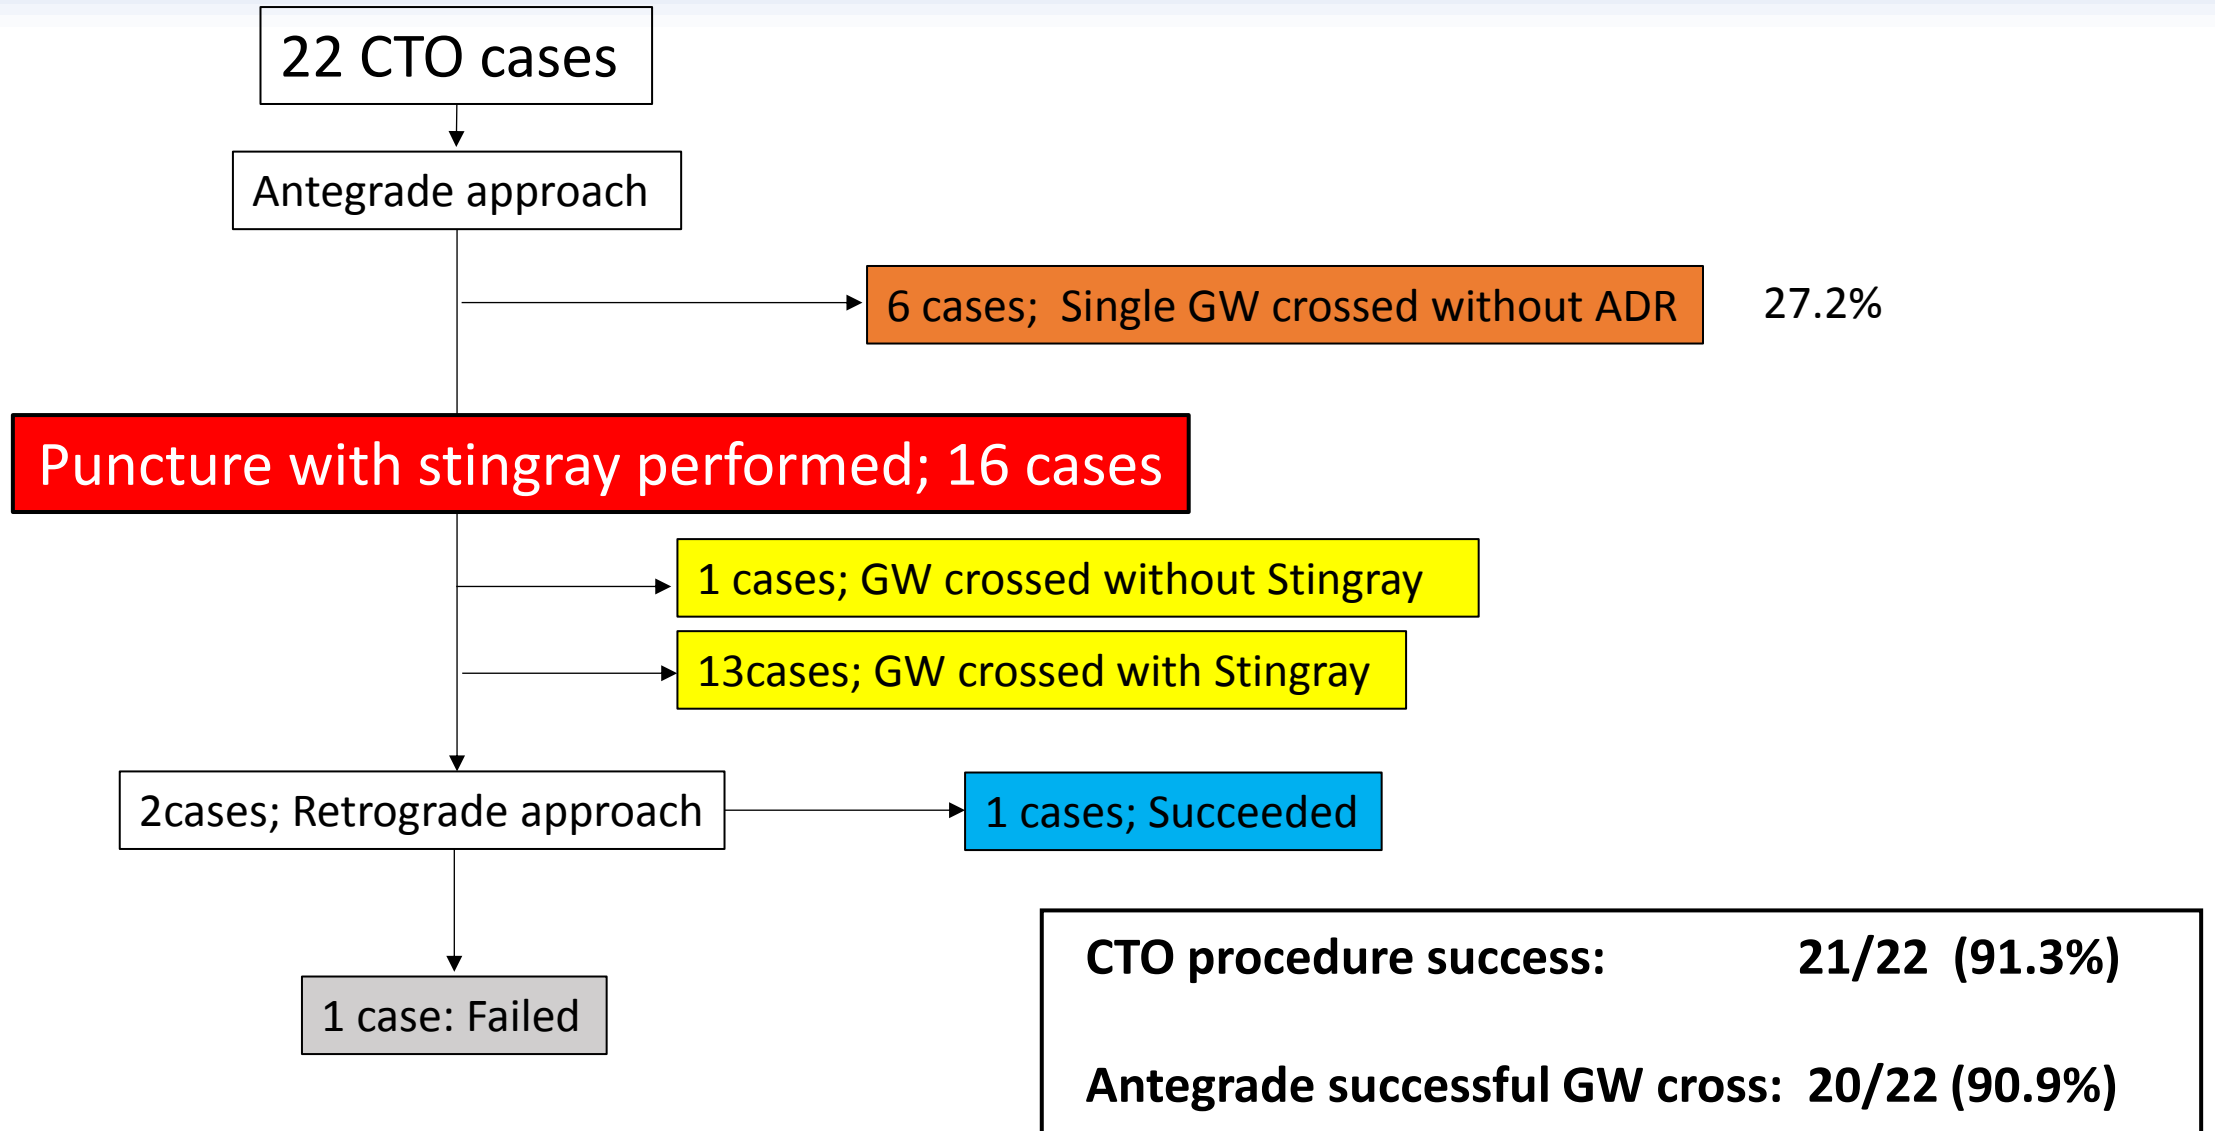 22 CTO cases
Antegrade approach
6 cases;  Single GW crossed without ADR
27.2%
Puncture with stingray performed; 16 cases
1 cases; GW crossed without Stingray
13cases; GW crossed with Stingray
2cases; Retrograde approach
1 cases; Succeeded
1 case: Failed
CTO procedure success: 21/22  (91.3%)
Antegrade successful GW cross: 20/22 (90.9%)